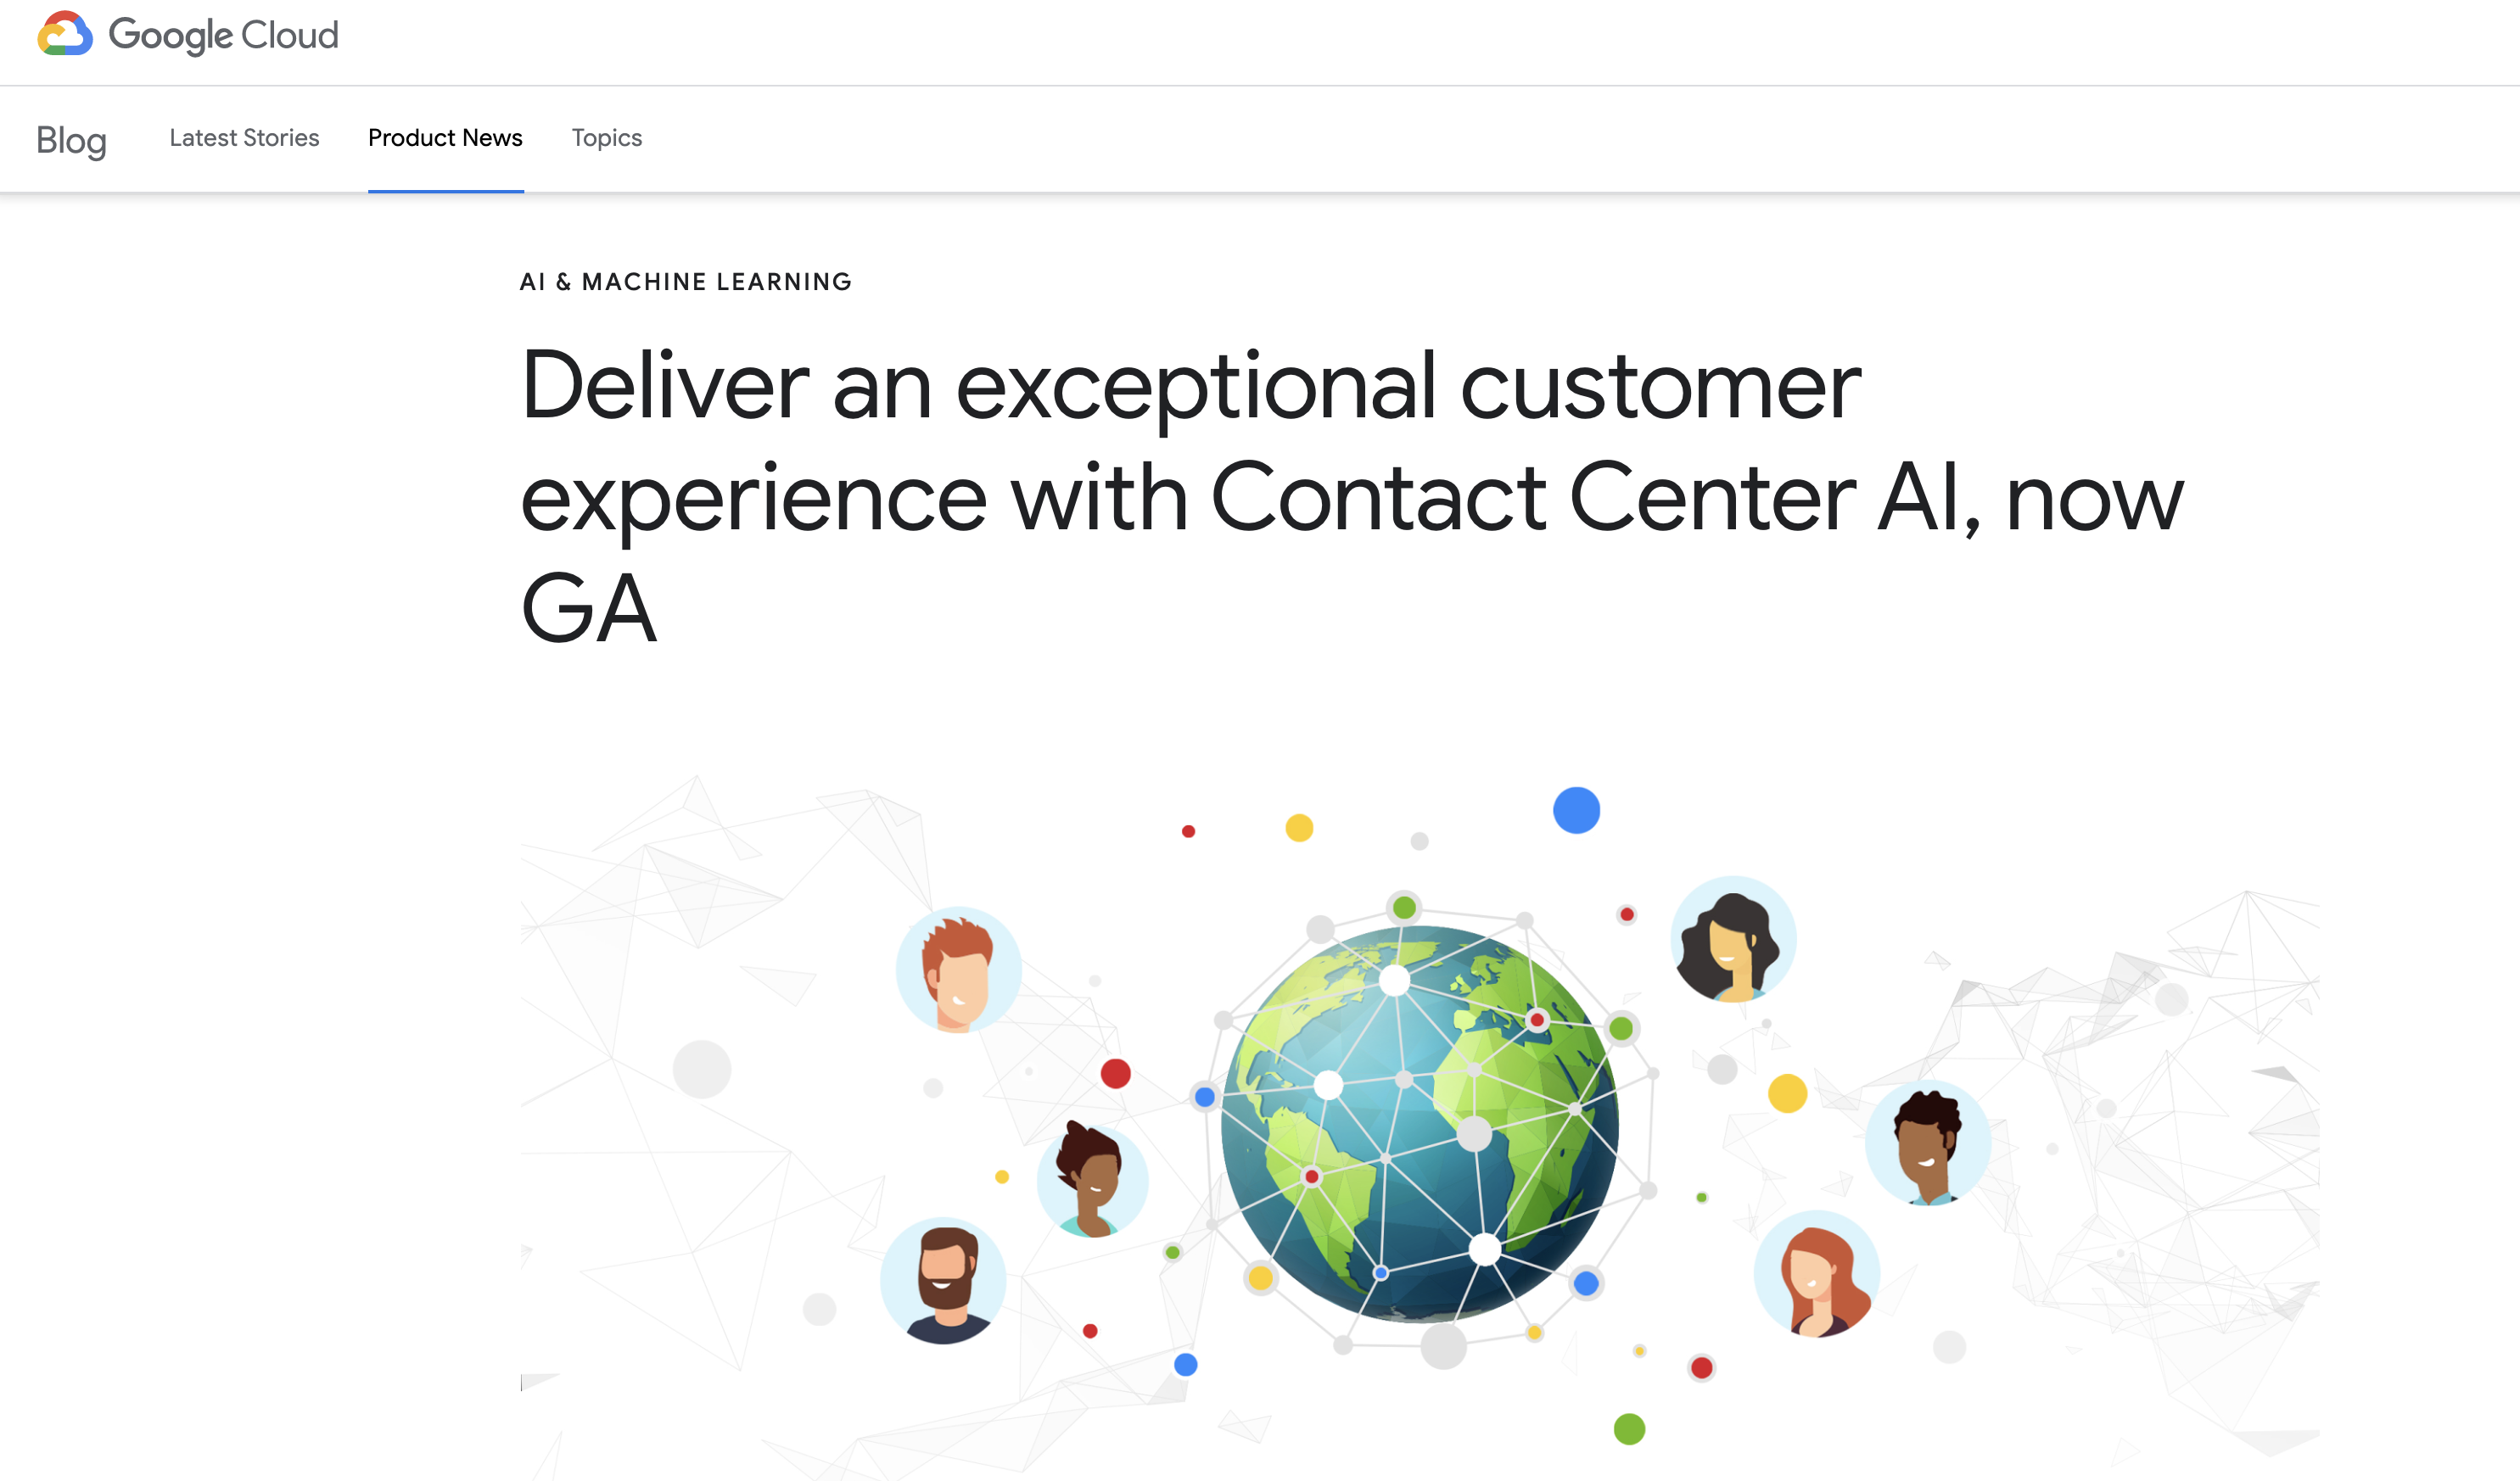 Google Cloud
Blog
Latest Stories
Product News
Topics
AI & MACHINE LEARNING
Deliver an exceptional customer
experience with Contact Center AI, now
GA